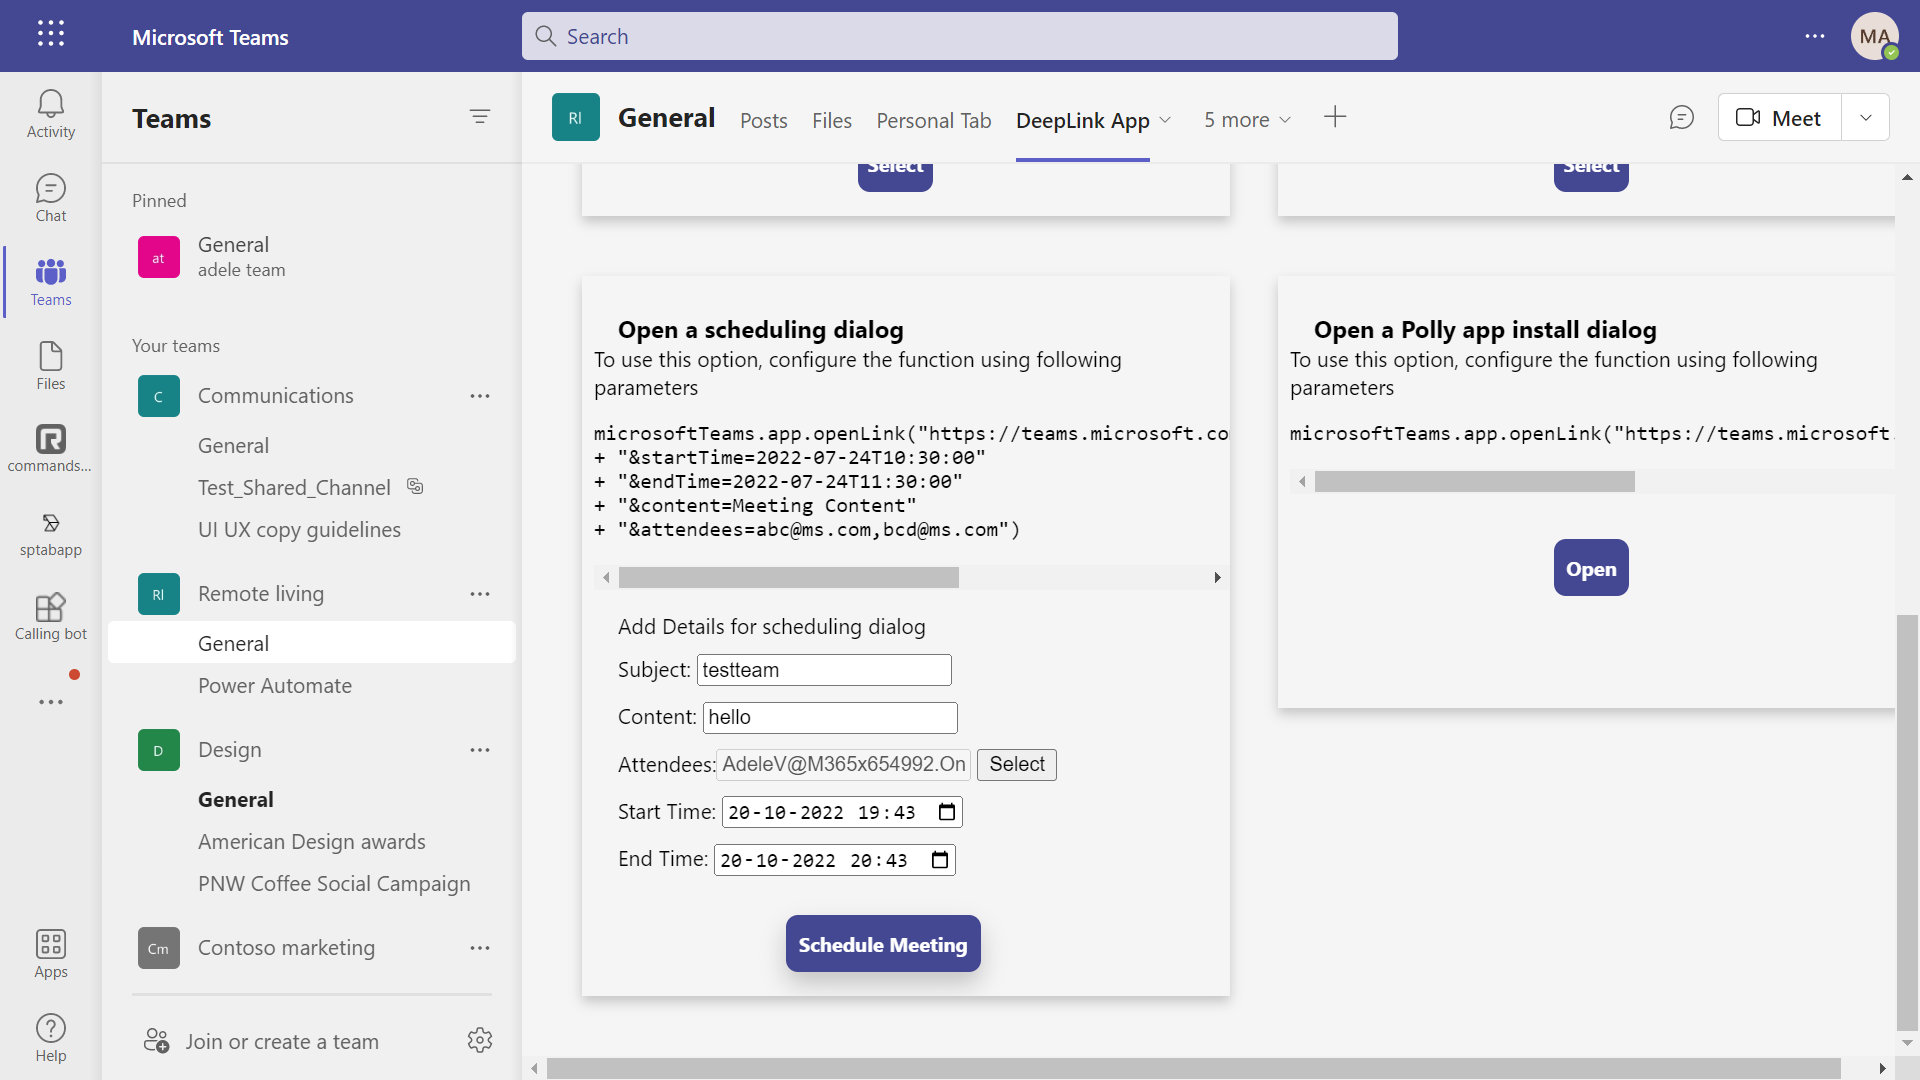 Microsoft Teams
Search
MA
Activity
Chat
Teams
Files
commands...
sptabapp
Calling bot
Apps
Help
Teams
Pinned
at
General
adele team
Your teams
C
Communications
General
Test_Shared_Channel
UI UX copy guidelines
Rl
Remote living
General
Power Automate
D
Design
General
American Design awards
PNW Coffee Social Campaign
Cm
Contoso marketing
Join or create a team
Rl
General
Posts
Files
Personal Tab
DeepLink App
5 more
Meet
Select
Select
Open a scheduling dialog
To use this option, configure the function using following
parameters
microsoftTeams.app.openLink("https://teams.microsoft.co
+ "&startTime=2022-07-24T10:30:00"
+ "&endTime=2022-07-24T11:30:00"
+ "&content=Meeting Content"
+ "&attendees=abc@ms.com,bcd@ms.com")
Add Details for scheduling dialog
Subject: testteam
Content: hello
Attendees: AdeleV@M365x654992.On Select
Start Time: 20-10-2022 19:43
End Time: 20-10-2022 20:43
Schedule Meeting
Open a Polly app install dialog
To use this option, configure the function using following
parameters
microsoftTeams.app.openLink("https://teams.microsoft.
Open